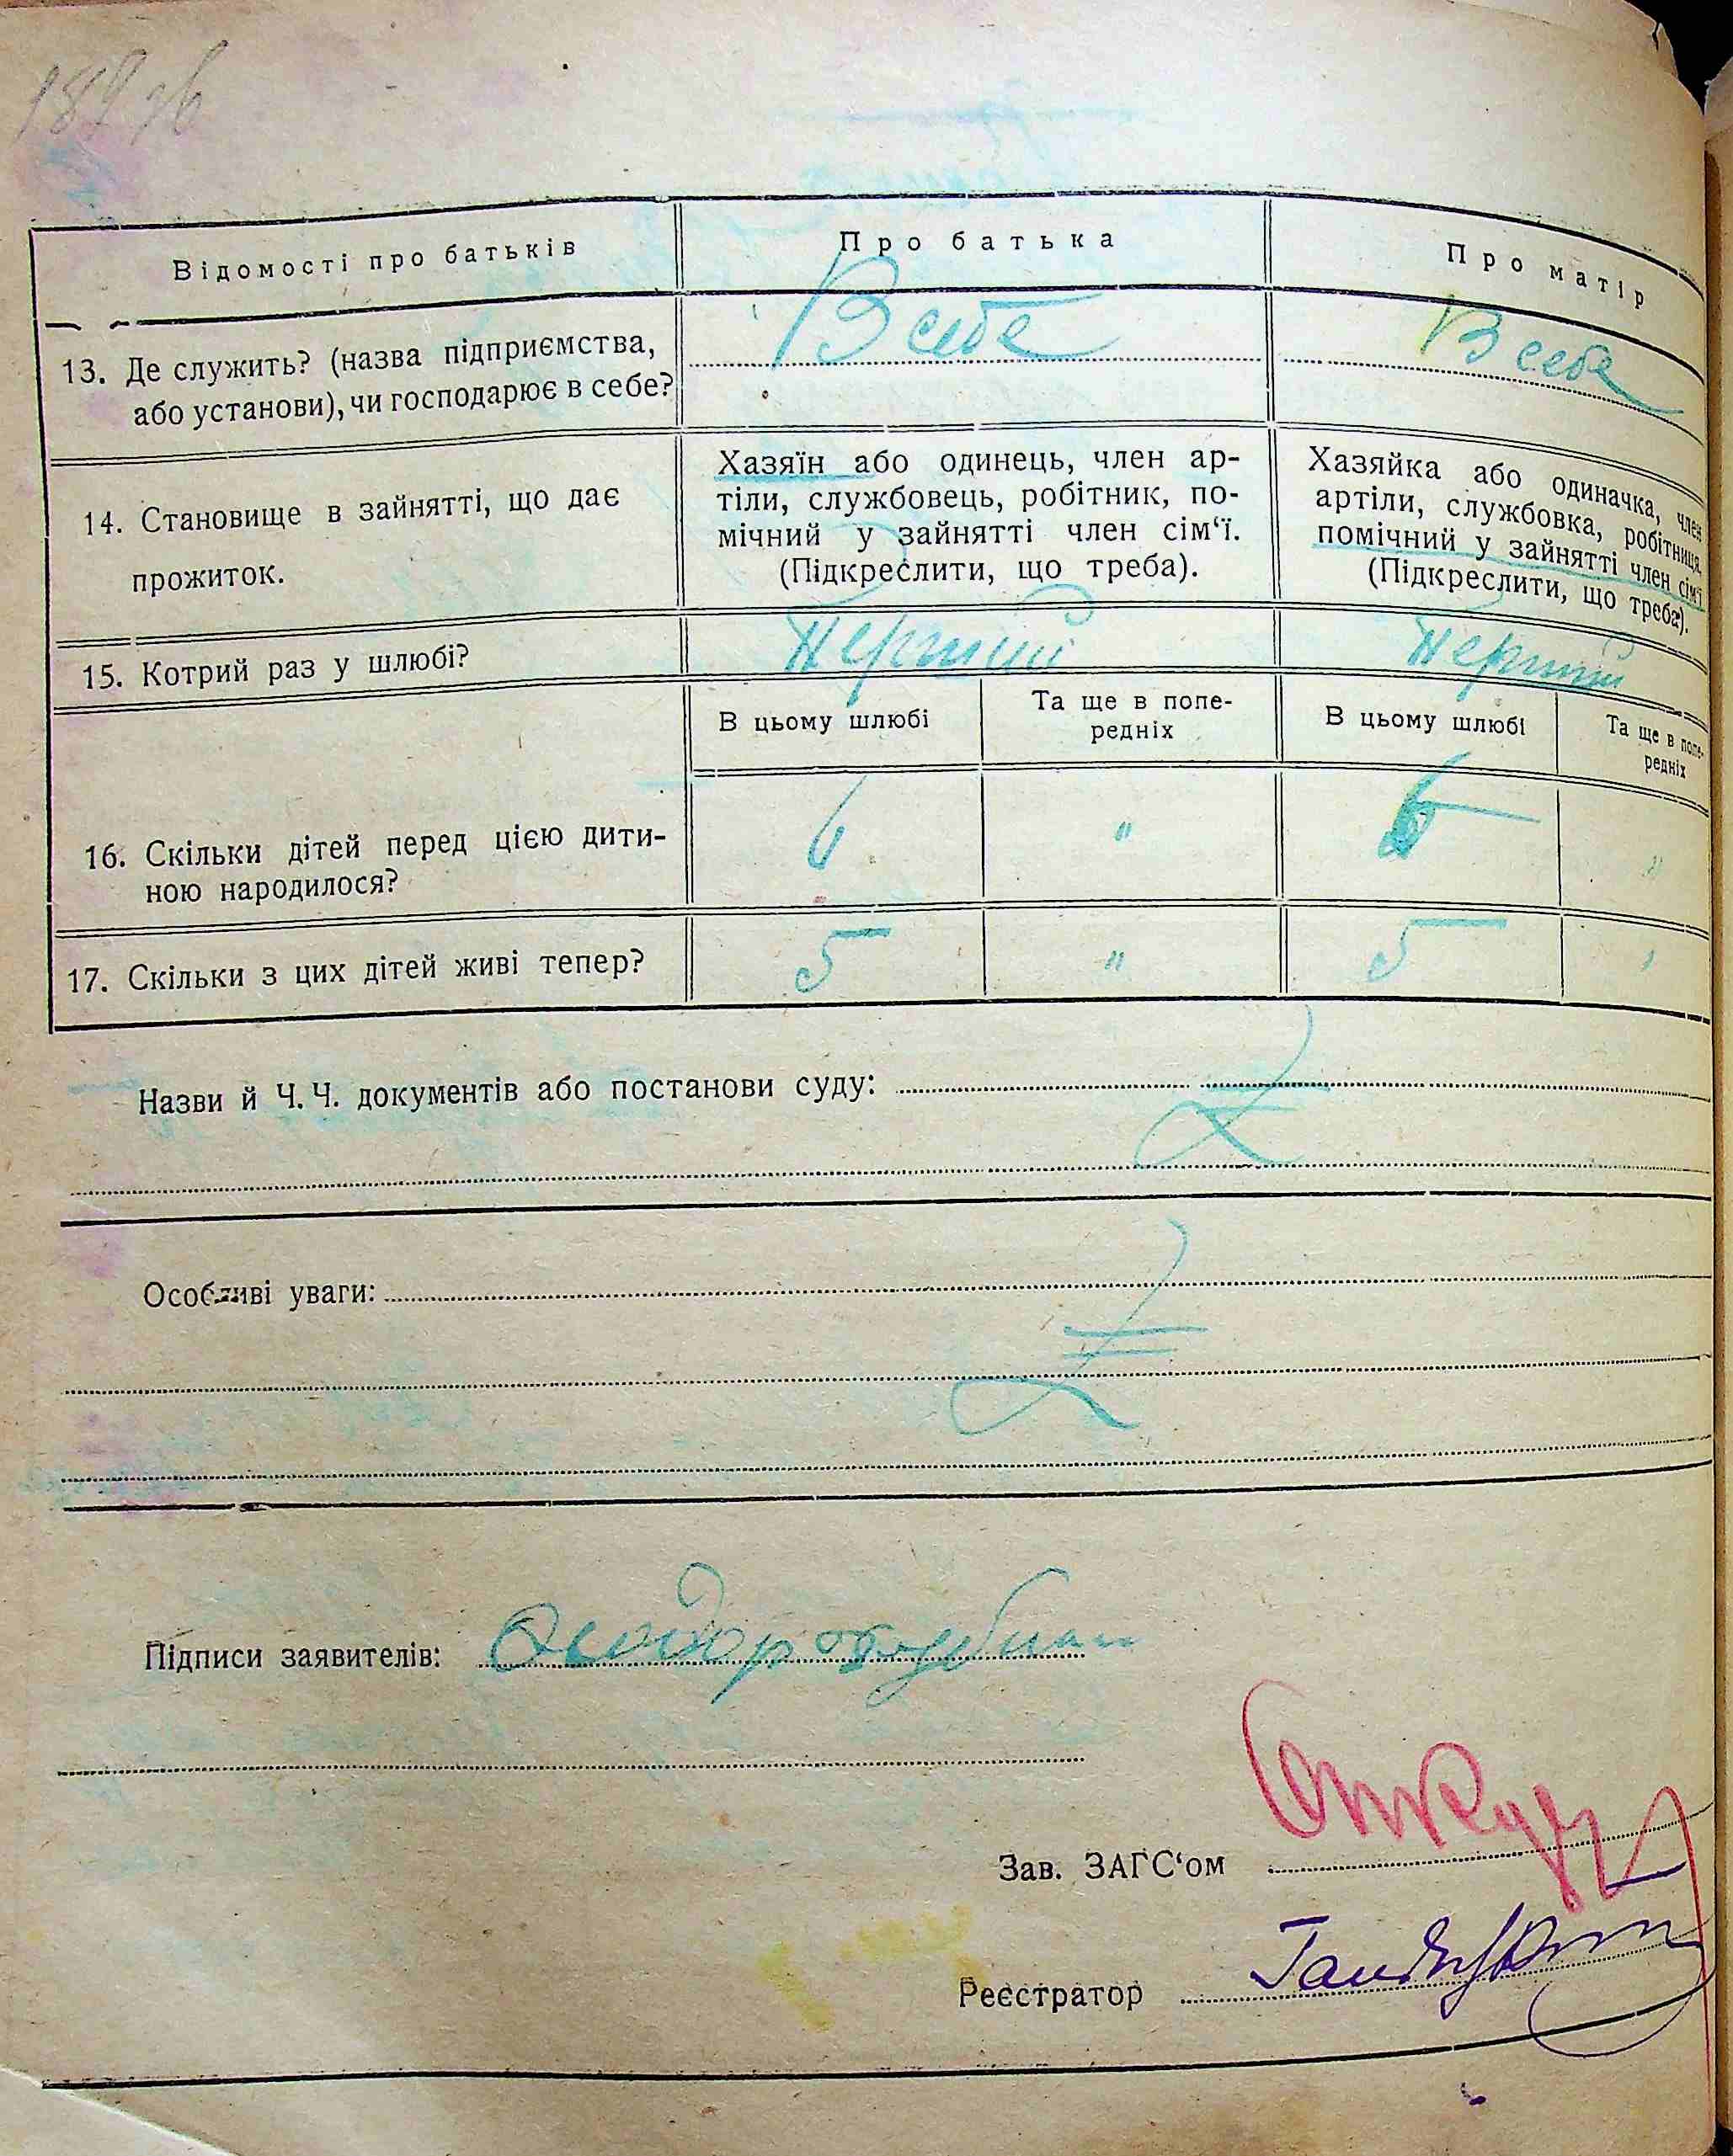 Відомості про батьків
Про батька
Про матір
13. Де служить? (назва підприємства,
або установи), чи господарює в себе?
В себе
В себе
14. Становище в зайнятті, що дає
прожиток.
Хазяїн або одинець, член ар-
тіли, службовець, робітник, по-
мічний у зайнятті член сім‘ї.
(Підкреслити, що треба).
Хазяйка або одиначка, член
артіли, службовка, робітниця,
помічний у зайнятті член сім‘ї.
(Підкреслити, що треба).
15. Котрий раз у шлюбі?
Перший
Перший
В цьому шлюбі
Та ще в попе-
редніх
В цьому шлюбі
Та ще в попе-
редніх
16. Скільки дітей перед цією дити-
ною народилося?
6
"
6
"
17. Скільки з цих дітей живі тепер?
5
"
5
Назви й Ч. Ч. документів або постанови суду:
Особливі уваги:
Підписи заявителів:
Зав. ЗАГС‘ом
Реєстратор